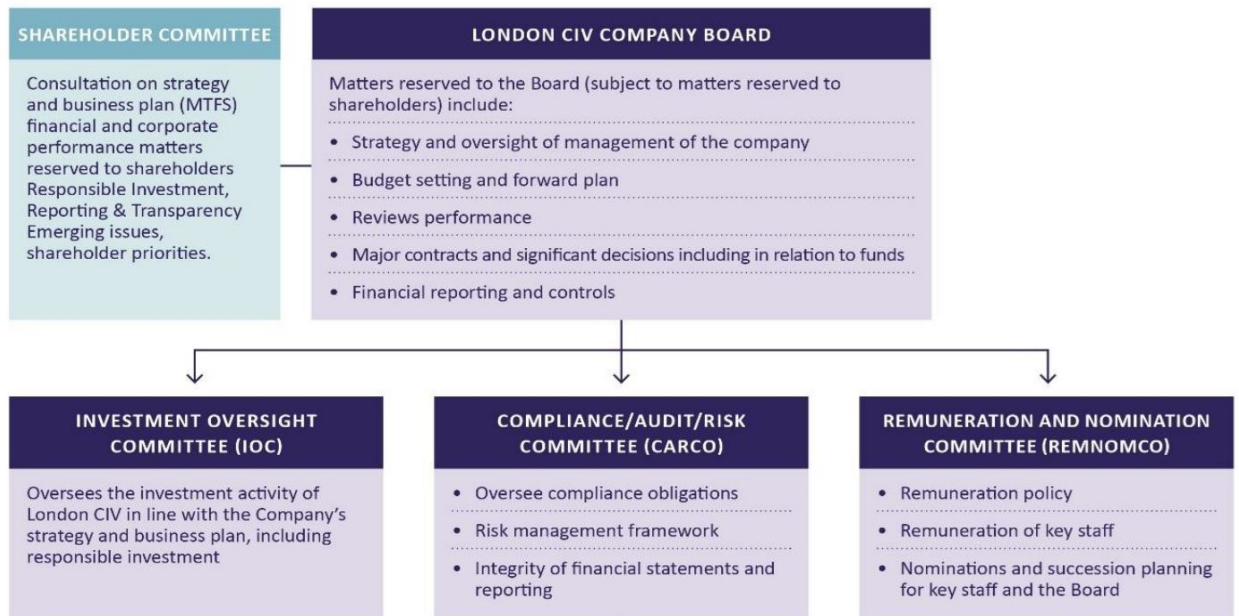 SHAREHOLDER COMMITTEE
Consultation on strategy
and business plan (MTFS)
financial and corporate
performance matters
reserved to shareholders
Responsible Investment,
Reporting & Transparency
Emerging issues,
shareholder priorities.
LONDON CIV COMPANY BOARD
Matters reserved to the Board (subject to matters reserved to
shareholders) include:
• Strategy and oversight of management of the company
• Budget setting and forward plan
• Reviews performance
• Major contracts and significant decisions including in relation to funds
• Financial reporting and controls
INVESTMENT OVERSIGHT
COMMITTEE (IOC)
Oversees the investment activity of
London CIV in line with the Company's
strategy and business plan, including
responsible investment
COMPLIANCE/AUDIT/RISK
COMMITTEE (CARCO)
• Oversee compliance obligations
• Risk management framework
• Integrity of financial statements and
reporting
REMUNERATION AND NOMINATION
COMMITTEE (REMNOMCO)
• Remuneration policy
• Remuneration of key staff
• Nominations and succession planning
for key staff and the Board